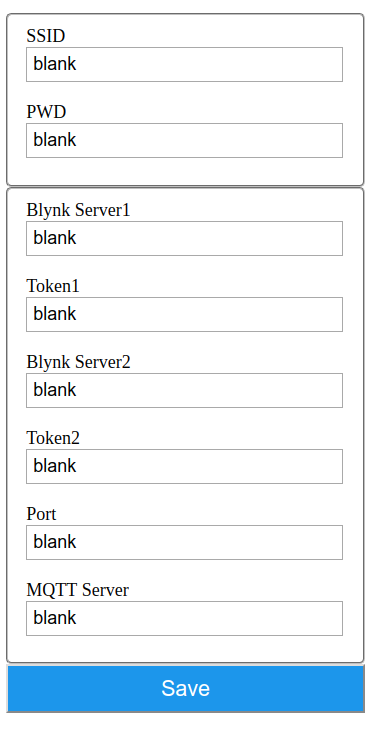 SSID
blank
PWD
blank
Blynk Server1
blank
Token1
blank
Blynk Server2
blank
Token2
blank
Port
blank
MQTT Server
blank
Save